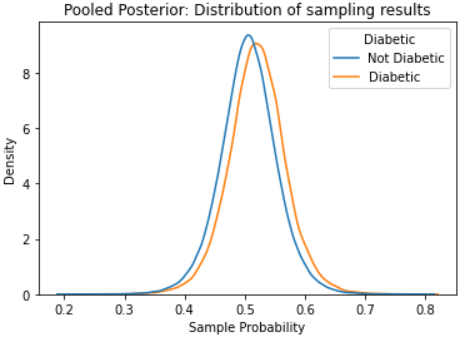 Pooled Posterior: Distribution of sampling results
Diabetic
Not Diabetic
Diabetic
8
6
4
2
0
Density
0.2 0.3 0.4 0.5 0.6 0.7 0.8
Sample Probability